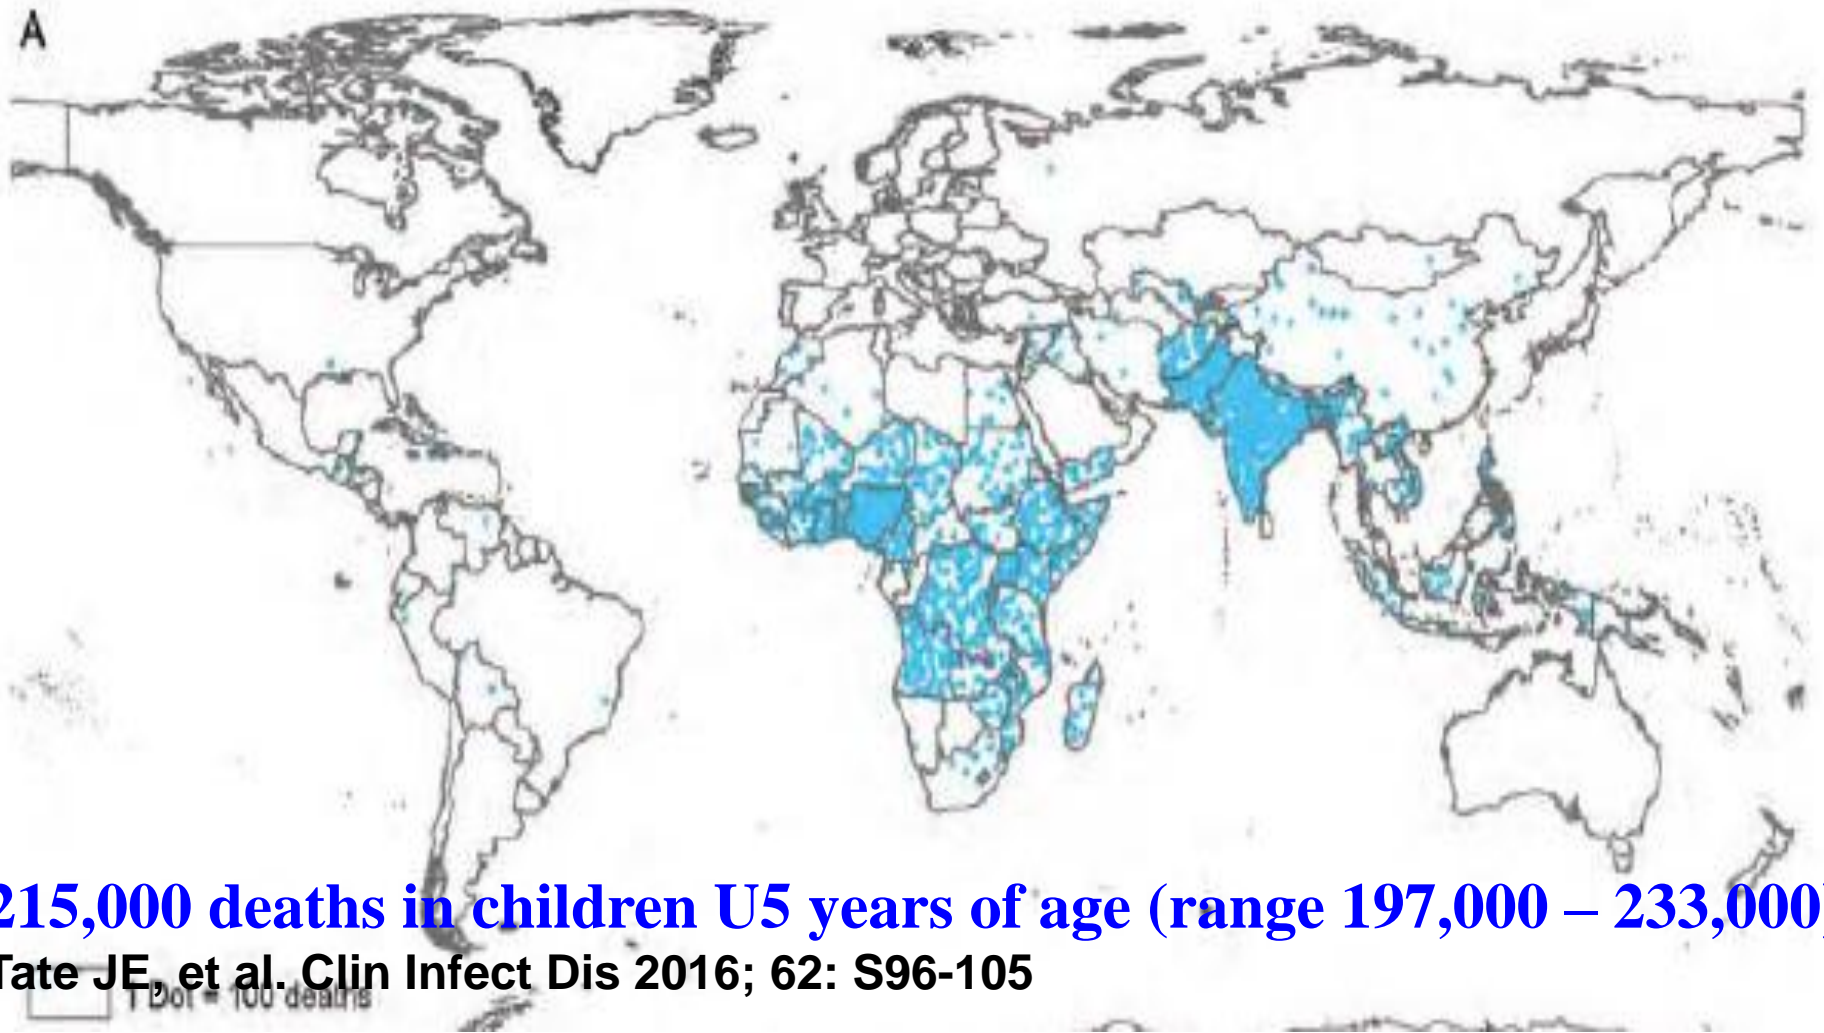 A
215,000 deaths in children U5 years of age (range 197,000 – 233,000)
Tate JE, et al. Clin Infect Dis 2016; 62: S96-105
1 Dot = 100 deaths